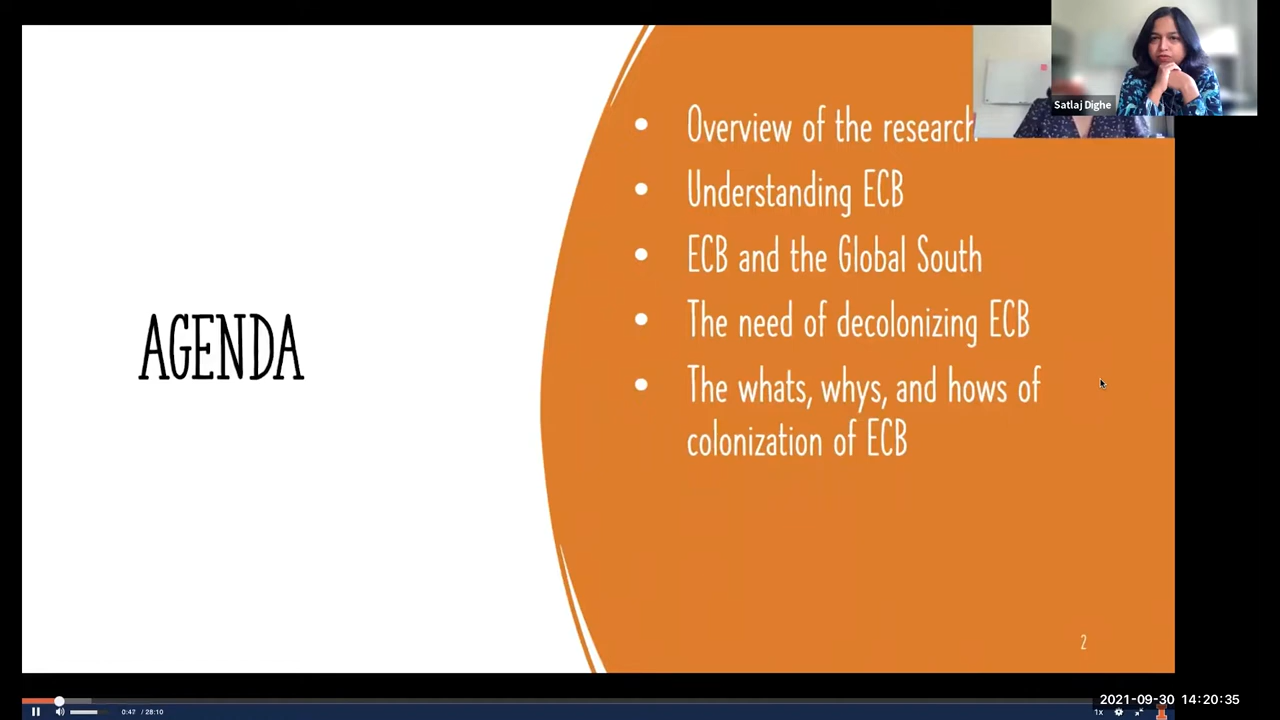 Satlaj Dighe
AGENDA
• Overview of the research
• Understanding ECB
• ECB and the Global South
• The need of decolonizing ECB
• The whats, whys, and hows of
colonization of ECB
2
2021-09-30 14:20:35
0:47 / 28:10
1x